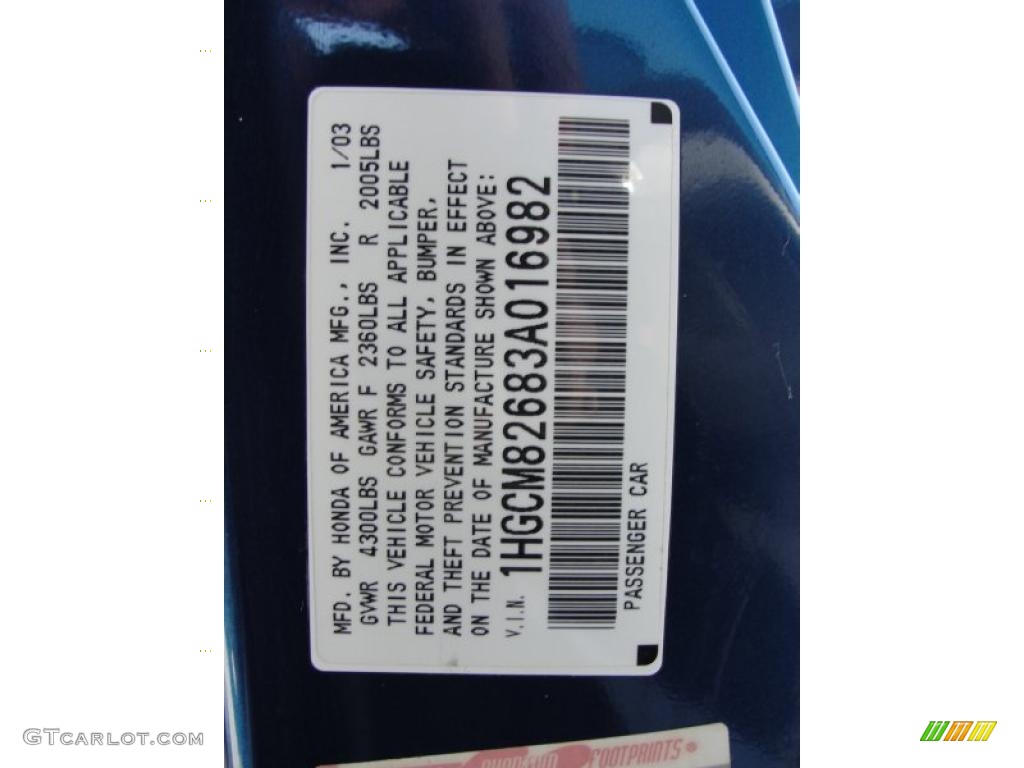 MFD. BY HONDA OF AMERICA MFG., INC. 1/03
GVWR 4300LBS GAWR F 2360LBS R 2005LBS
THIS VEHICLE CONFORMS TO ALL APPLICABLE
FEDERAL MOTOR VEHICLE SAFETY, BUMPER,
AND THEFT PREVENTION STANDARDS IN EFFECT
ON THE DATE OF MANUFACTURE SHOWN ABOVE:
V.I.N. 1HGCM82683A016982
PASSENGER CAR
FOOTPRINTS®
GTCARLOT.COM